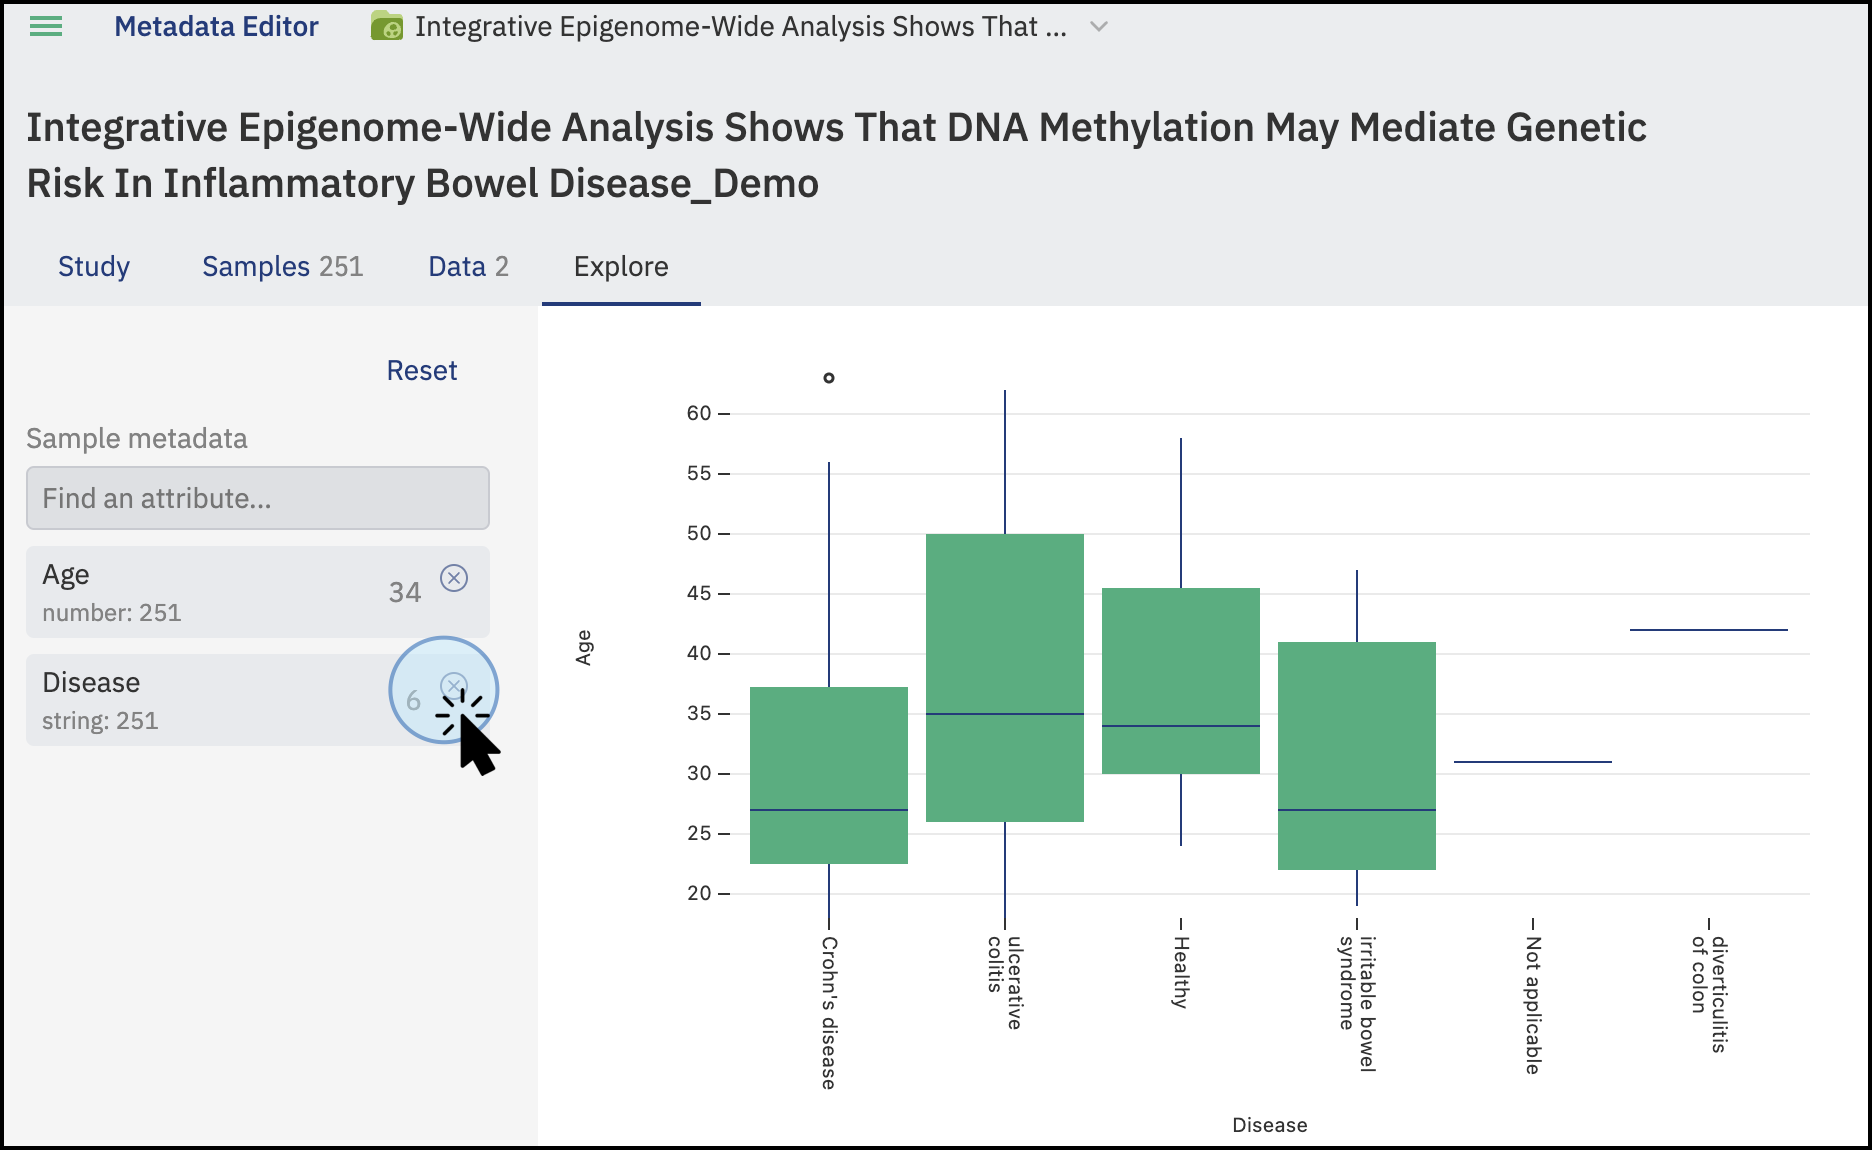 Metadata Editor Integrative Epigenome-Wide Analysis Shows That ...
Integrative Epigenome-Wide Analysis Shows That DNA Methylation May Mediate Genetic
Risk In Inflammatory Bowel Disease_Demo
Study Samples 251 Data 2 Explore
Reset
Sample metadata
Find an attribute...
Age
34
number: 251
Disease
6
string: 251
60
55
50
45
40
35
30
25
20
Age
Crohn's disease
ulcerative
colitis
Healthy
irritable bowel
syndrome
Not applicable
diverticulitis
of colon
Disease